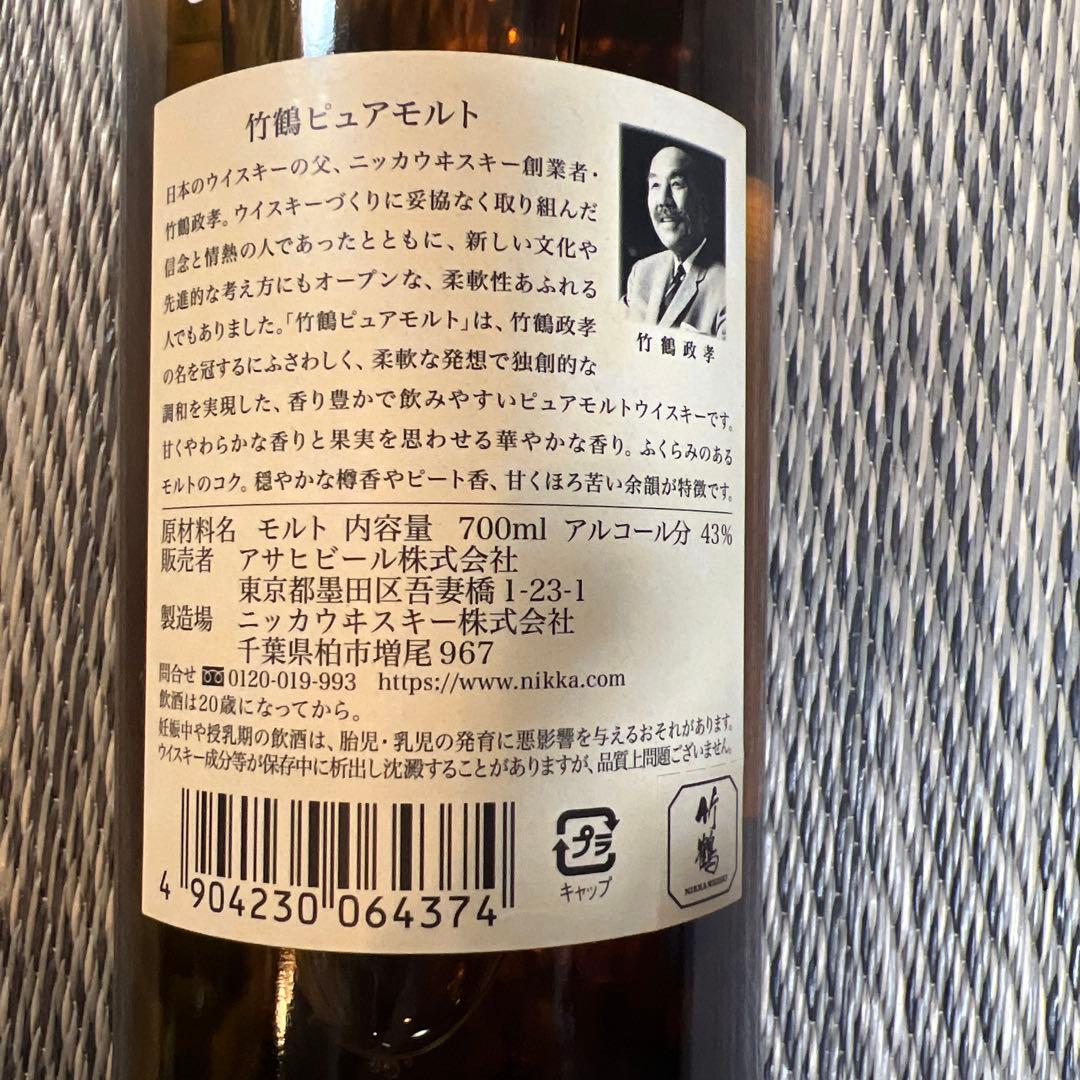 竹鶴ピュアモルト
日本のウイスキーの父、ニッカウヰスキー創業者・
竹鶴政孝。ウイスキーづくりに妥協なく取り組んだ
信念と情熱の人であったとともに、新しい文化や
先進的な考え方にもオープンな、柔軟性あふれる
人でもありました。「竹鶴ピュアモルト」は、竹鶴政孝
の名を冠するにふさわしく、柔軟な発想で独創的な
調和を実現した、香り豊かで飲みやすいピュアモルトウイスキーです。
甘くやわらかな香りと果実を思わせる華やかな香り。ふくらみのある
モルトのコク。穏やかな樽香やピート香、甘くほろ苦い余韻が特徴です。
竹鶴政孝
原材料名 モルト 内容量 700ml アルコール分 43%
販売者 アサヒビール株式会社
東京都墨田区吾妻橋1-23-1
製造場 ニッカウヰスキー株式会社
千葉県柏市増尾967
問合せ 0120-019-993 https://www.nikka.com
飲酒は20歳になってから。
妊娠中や授乳期の飲酒は、胎児・乳児の発育に悪影響を与えるおそれがあります。
ウイスキー成分等が保存中に析出し沈澱することがありますが、品質上問題ございません。
4 904230 064374
プラ
キャップ
竹鶴
NIKKA WHISKY